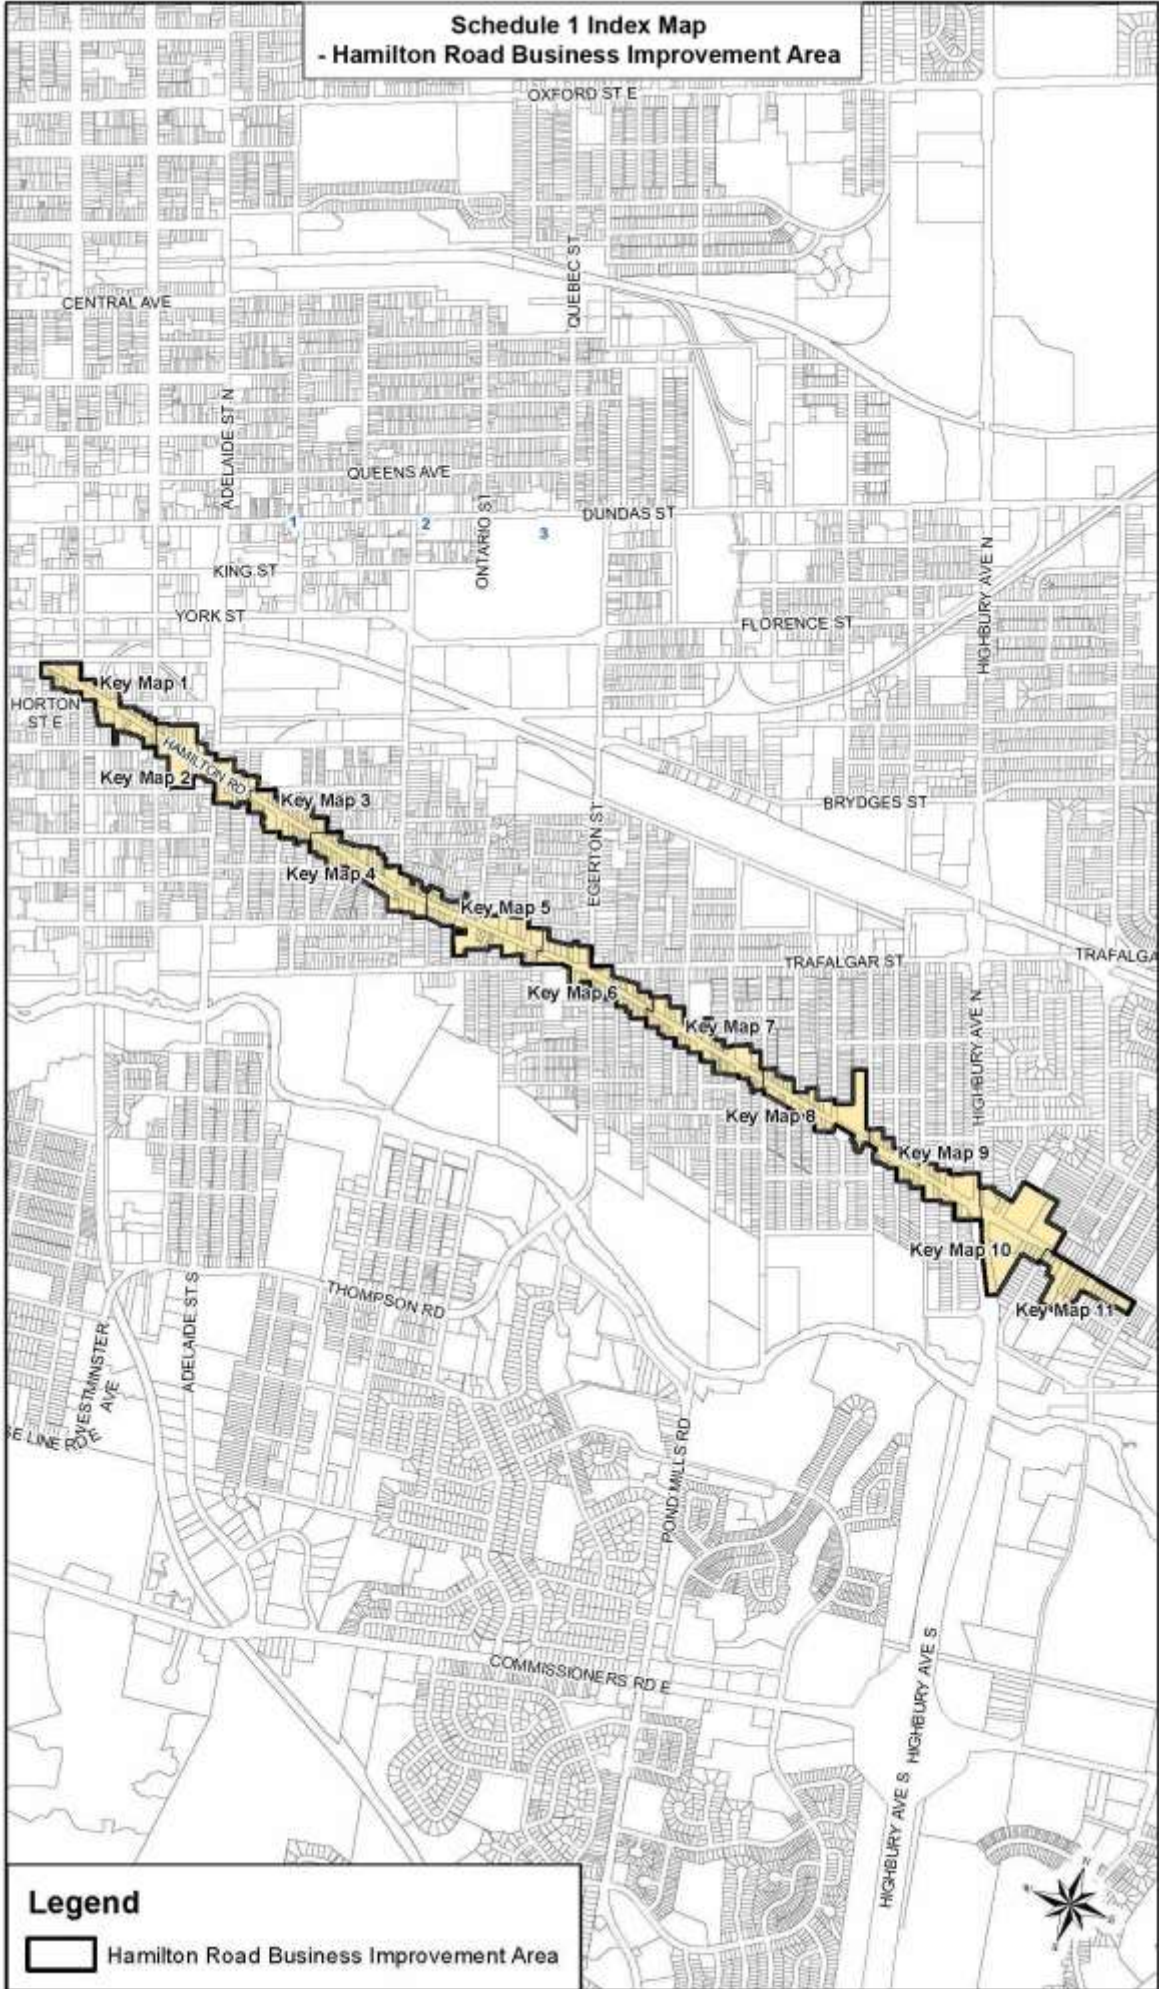 Schedule 1 Index Map
- Hamilton Road Business Improvement Area
OXFORD ST E
QUEBEC ST
CENTRAL AVE
ADELAIDE ST N
QUEENS AVE
ONTARIO ST
DUNDAS ST
1
2
3
KING ST
HIGHBURY AVE N
YORK ST
FLORENCE ST
Key Map 1
HORTON
ST E
HAMILTON RD
Key Map 2
Key Map 3
BRYDGES ST
EGERTON ST
Key Map 4
Key Map 5
TRAFALGAR ST
TRAFALGA
Key Map 6
HIGHBURY AVE N
Key Map 7
Key Map 8
Key Map 9
Key Map 10
Key Map 11
THOMPSON RD
ADELAIDE ST S
WESTMINSTER
AVE
SE LINE RD E
POND MILLS RD
COMMISSIONERS RD E
HIGHBURY AVE S
HIGHBURY AVE S
N
Legend
Hamilton Road Business Improvement Area